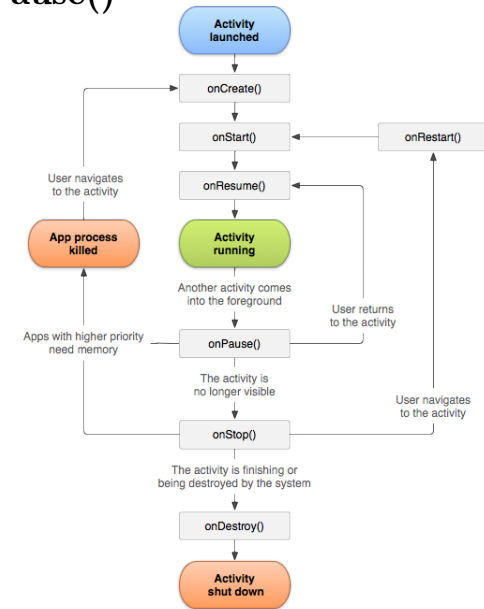 ause()
Activity
launched
onCreate()
onStart()
onRestart()
User navigates
to the activity
onResume()
App process
killed
Activity
running
Another activity comes
into the foreground
User returns
to the activity
Apps with higher priority
need memory
onPause()
The activity is
no longer visible
User navigates
to the activity
onStop()
The activity is finishing or
being destroyed by the system
onDestroy()
Activity
shut down